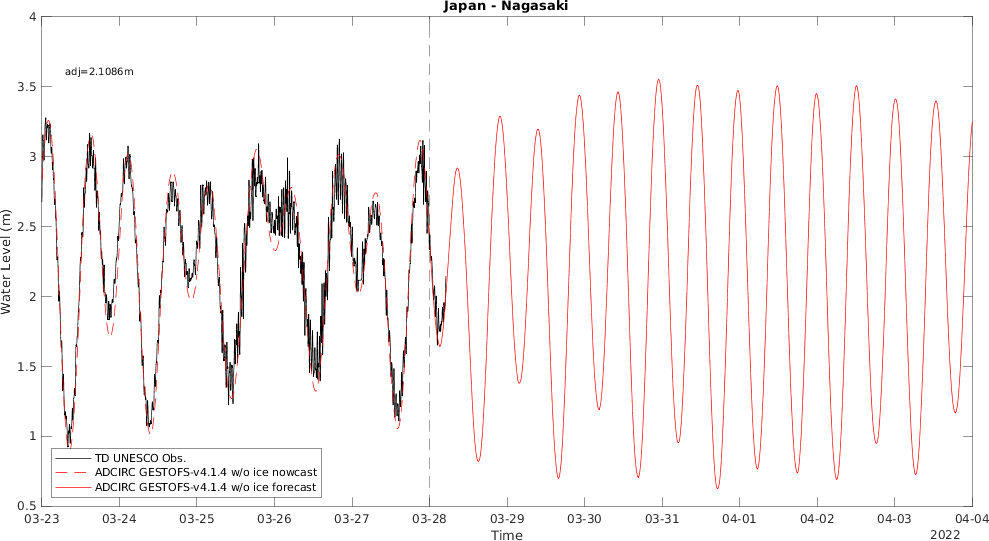 Japan - Nagasaki
4
3.5
3
2.5
2
1.5
1
0.5
Water Level (m)
adj=2.1086m
TD UNESCO Obs.
ADCIRC GESTOFS-v4.1.4 w/o ice nowcast
ADCIRC GESTOFS-v4.1.4 w/o ice forecast
03-23 03-24 03-25 03-26 03-27 03-28 03-29 03-30 03-31 04-01 04-02 04-03 04-04
Time
2022